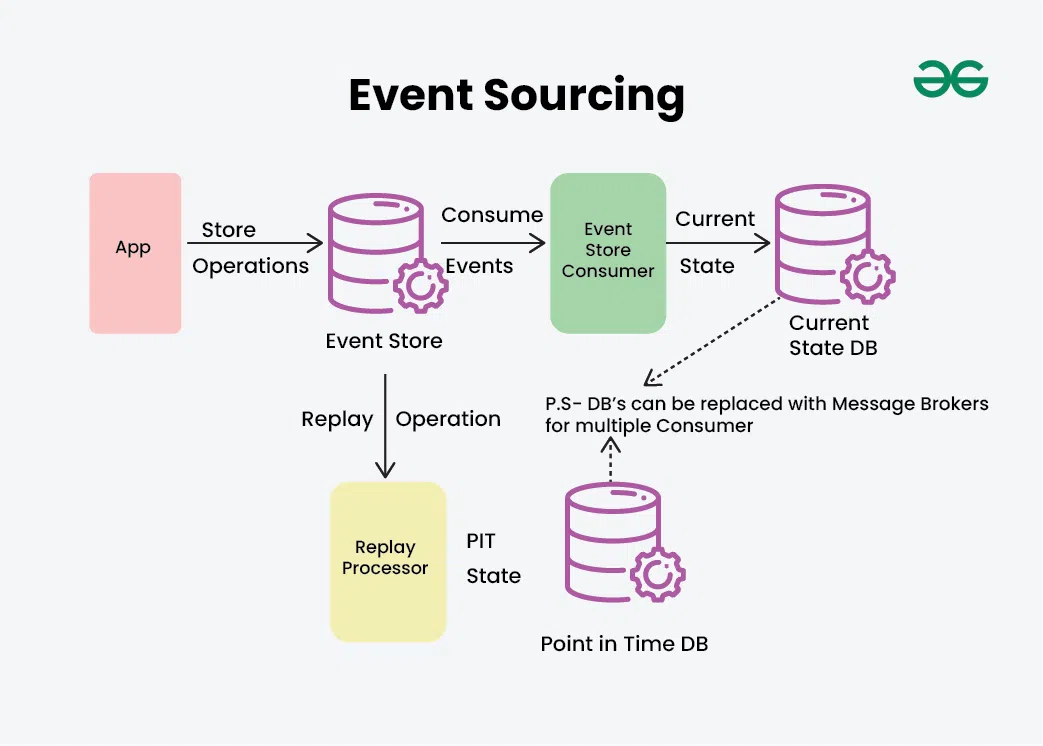 Event Sourcing
App
Store
Operations
Event Store
Consume
Events
Event
Store
Consumer
Current
State
Current
State DB
Replay Operation
P.S- DB’s can be replaced with Message Brokers
for multiple Consumer
Replay
Processor
PIT
State
Point in Time DB